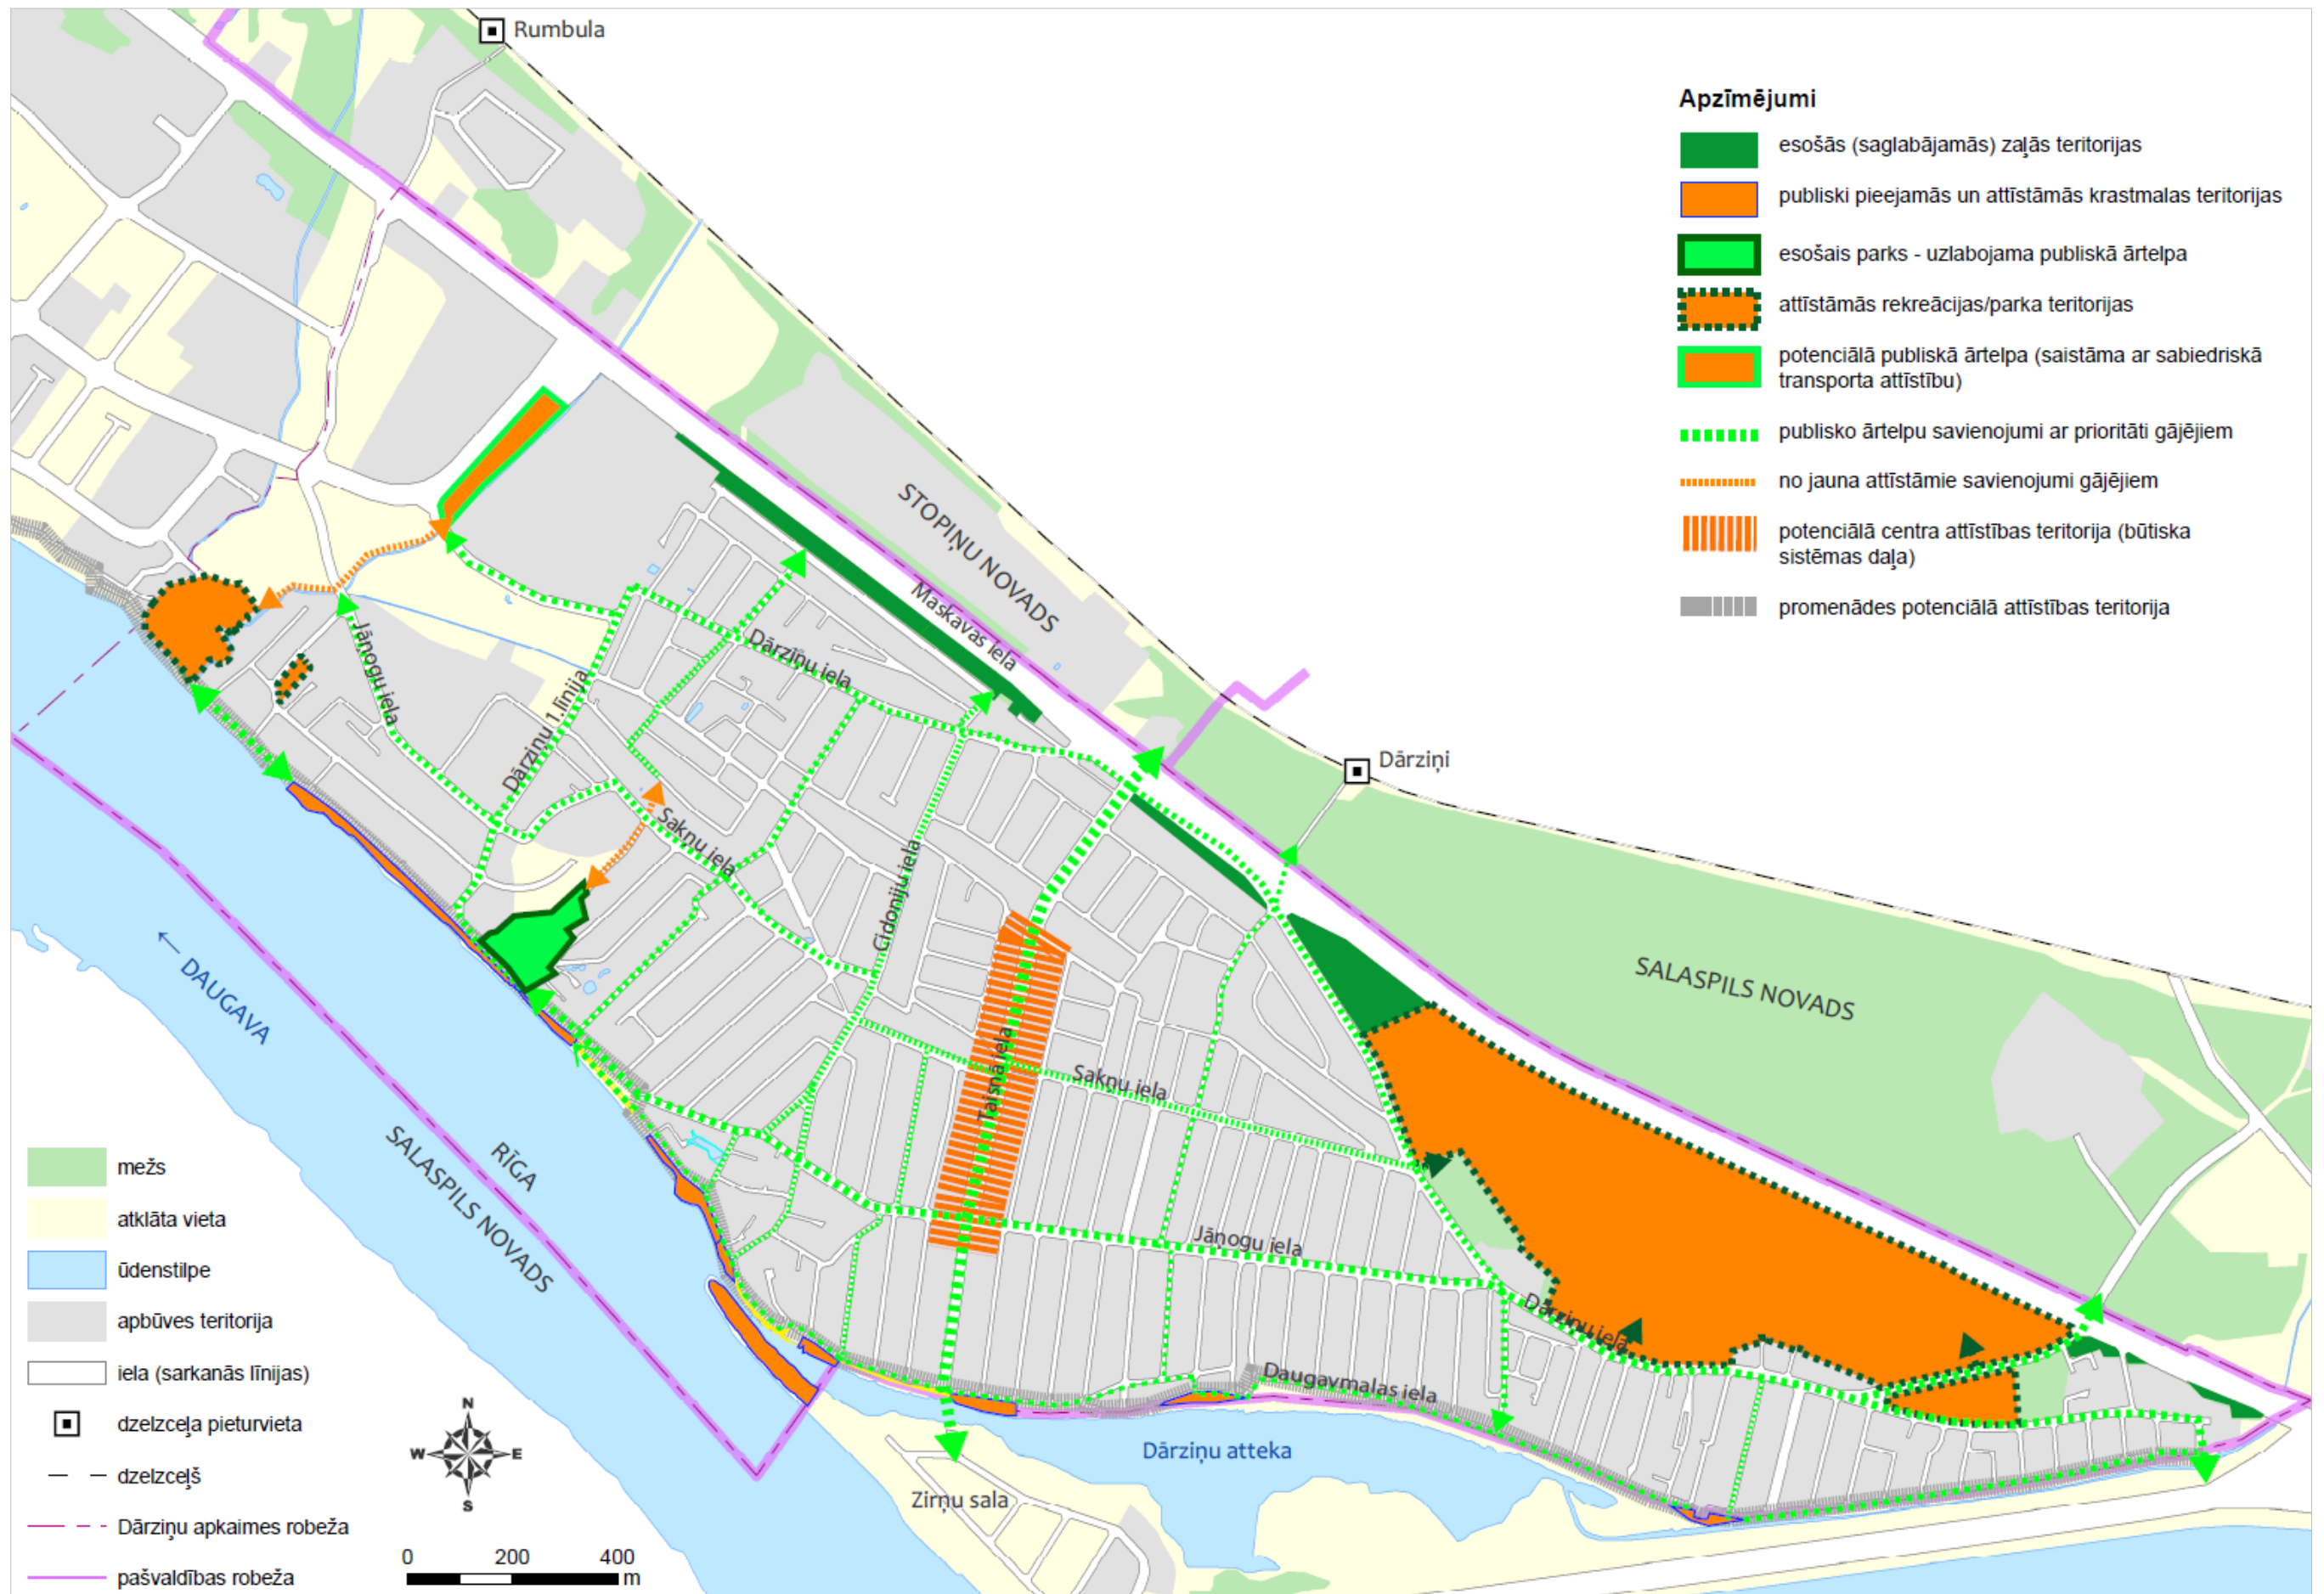 Rumbula
Apzīmējumi
esošās (saglabājamās) zaļās teritorijas
publiski pieejamās un attīstāmās krastmalas teritorijas
esošais parks - uzlabojama publiskā ārtelpa
attīstāmās rekreācijas/parka teritorijas
potenciālā publiskā ārtelpa (saistāma ar sabiedriskā
transporta attīstību)
publisko ārtelpu savienojumi ar prioritāti gājējiem
no jauna attīstāmie savienojumi gājējiem
potenciālā centra attīstības teritorija (būtiska
sistēmas daļa)
promenādes potenciālā attīstības teritorija
STOPIŅU NOVADS
Maskavas iela
Dārziņu iela
Jāņogu iela
Dārziņu 1.līnija
Dārziņi
Sakņu iela
Cidoniju iela
← DAUGAVA
SALASPILS NOVADS
Taisnā iela
Sakņu iela
RĪGA
SALASPILS NOVADS
Jāņogu iela
Dārziņu iela
Daugavmalas iela
Dārziņu atteka
Zirņu sala
mežs
atklāta vieta
ūdenstilpe
apbūves teritorija
iela (sarkanās līnijas)
dzelzceļa pieturvieta
dzelzceļš
Dārziņu apkaimes robeža
pašvaldības robeža
N
W E
S
0 200 400
m